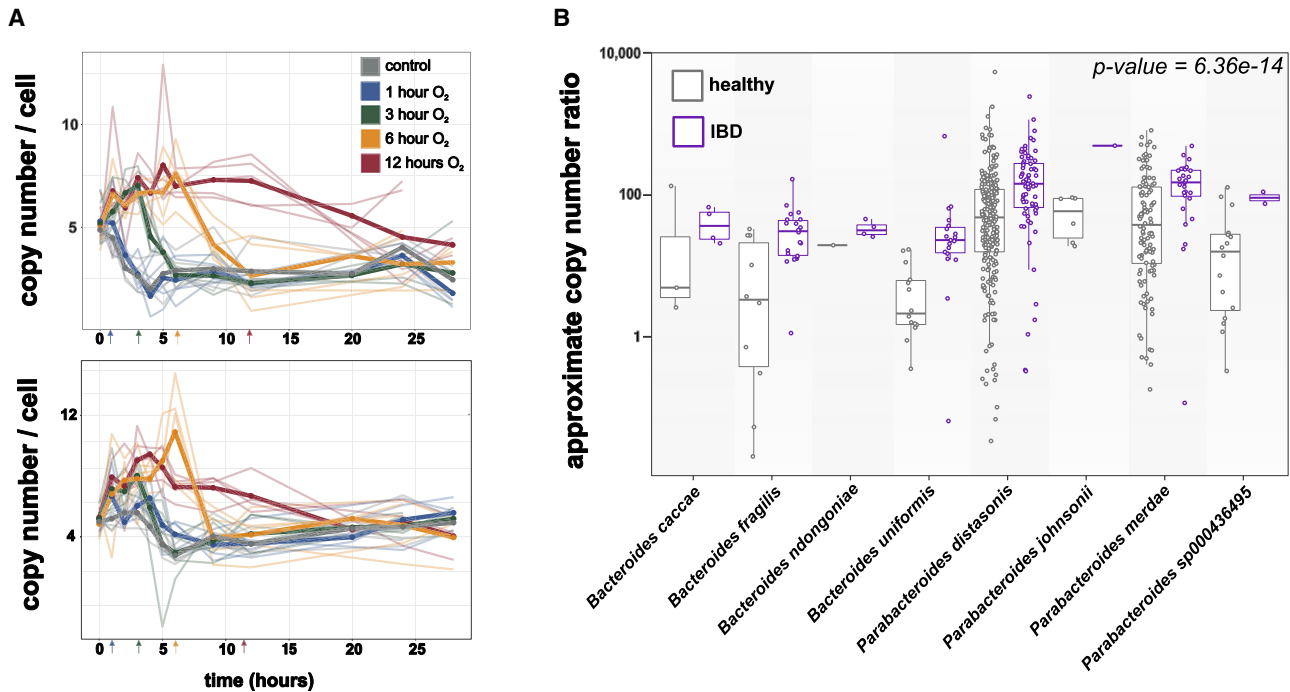 A
copy number / cell
10
5
control
1 hour O₂
3 hour O₂
6 hour O₂
12 hours O₂
0 5 10 15 20 25
copy number / cell
12
4
0 5 10 15 20 25
time (hours)
B
approximate copy number ratio
10,000
100
1
p-value = 6.36e-14
healthy
IBD
Bacteroides caccae
Bacteroides fragilis
Bacteroides ndongoniae
Bacteroides uniformis
Parabacteroides distasonis
Parabacteroides johnsonii
Parabacteroides merdae
Parabacteroides sp000436495